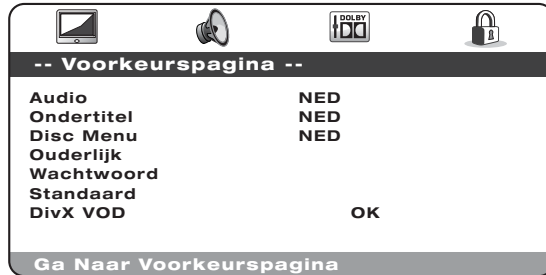 DOLBY
-- Voorkeurspagina --
Audio NED
Ondertitel NED
Disc Menu NED
Ouderlijk
Wachtwoord
Standaard
DivX VOD OK
Ga Naar Voorkeurspagina